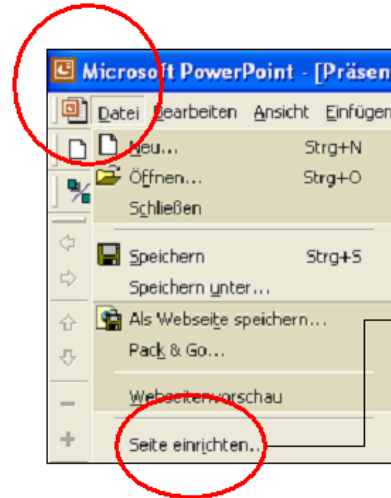 Microsoft PowerPoint - [Präsen
Datei Bearbeiten Ansicht Einfügen
Neu... Strg+N
Öffnen... Strg+O
Schließen
Speichern Strg+S
Speichern unter...
Als Webseite speichern...
Pack & Go...
Webseitenvorschau
Seite einrichten...